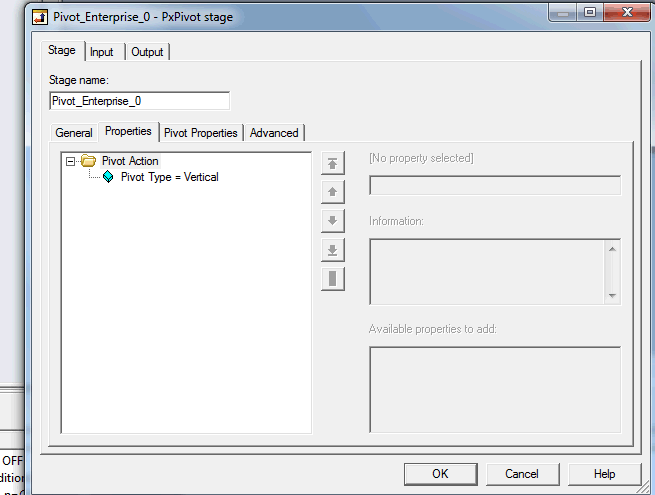 Pivot_Enterprise_0 - PxPivot stage
Stage Input Output
Stage name:
Pivot_Enterprise_0
General Properties Pivot Properties Advanced
Pivot Action
Pivot Type = Vertical
[No property selected]
Information:
Available properties to add:
OFF
dition
OK Cancel Help